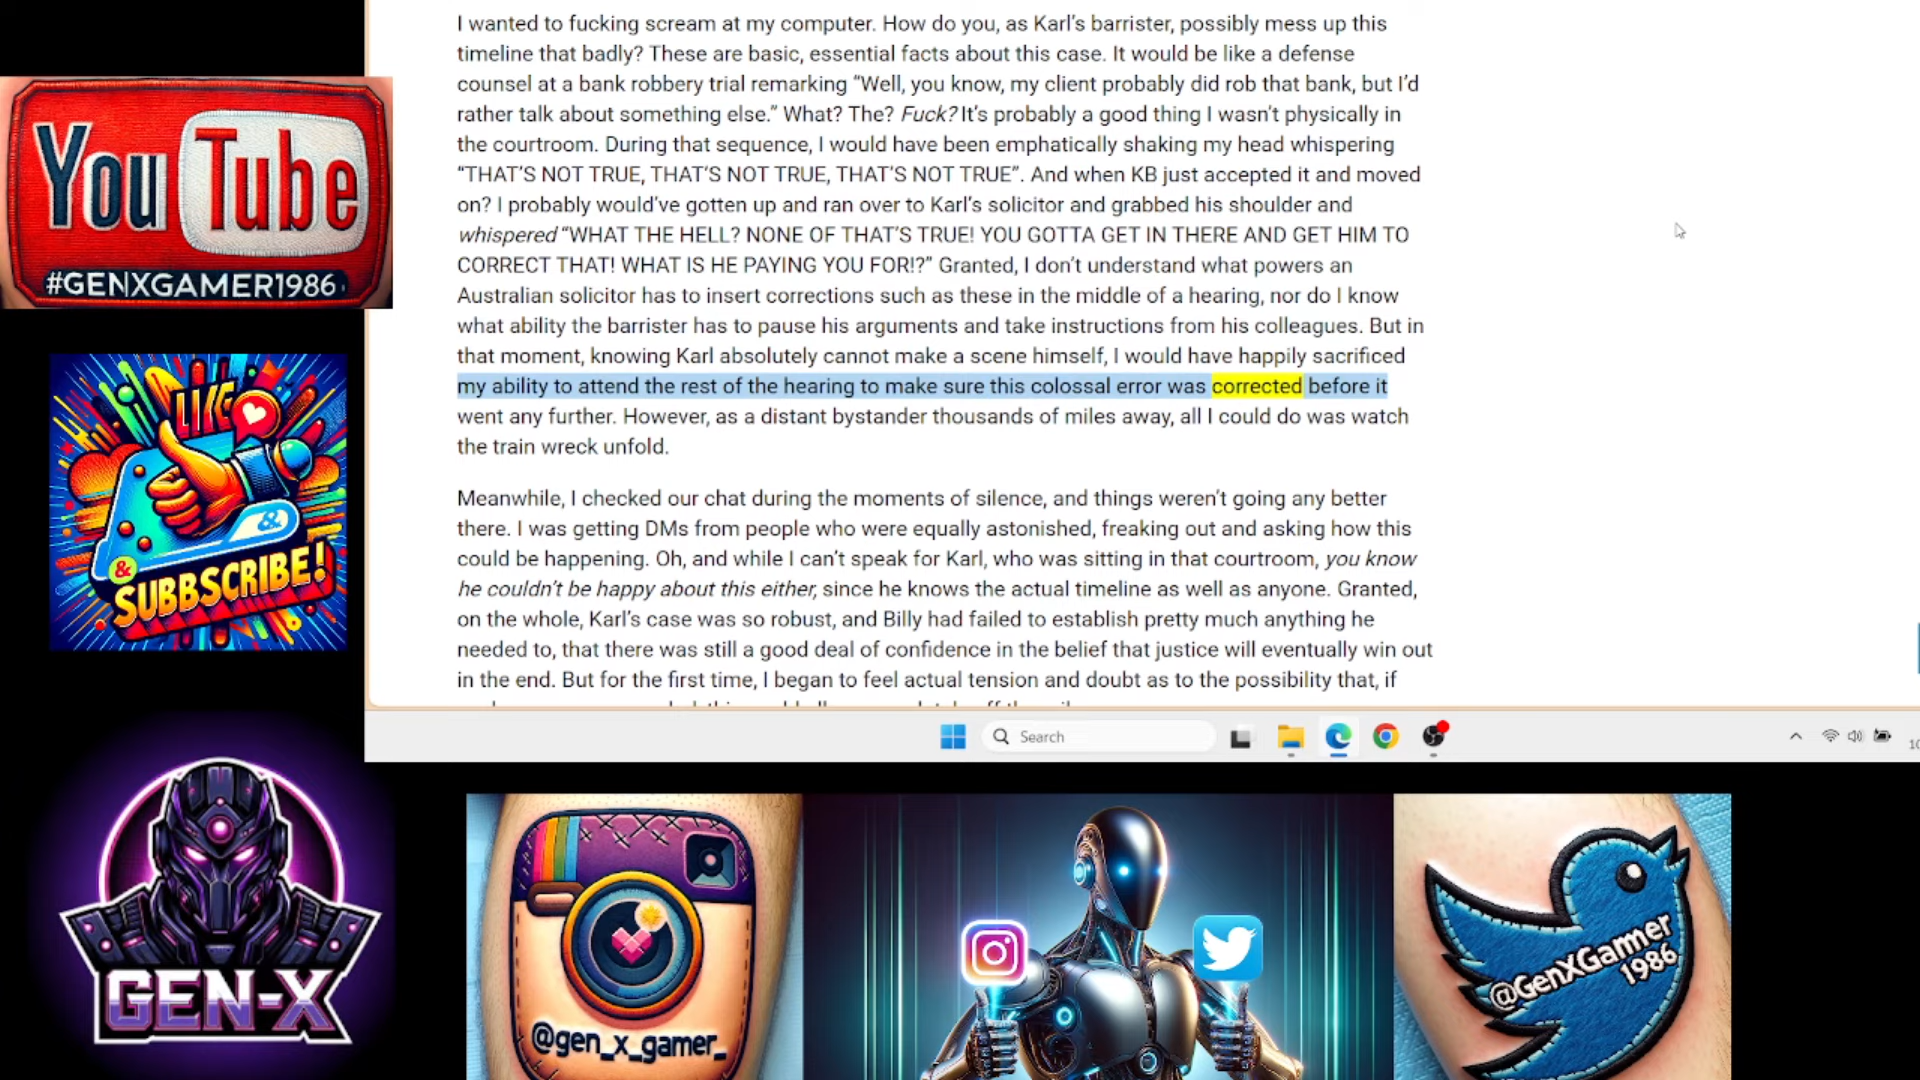 I wanted to fucking scream at my computer. How do you, as Karl's barrister, possibly mess up this
timeline that badly? These are basic, essential facts about this case. It would be like a defense
counsel at a bank robbery trial remarking “Well, you know, my client probably did rob that bank, but I'd
rather talk about something else.” What? The? Fuck? It's probably a good thing I wasn't physically in
the courtroom. During that sequence, I would have been emphatically shaking my head whispering
“THAT'S NOT TRUE, THAT'S NOT TRUE, THAT'S NOT TRUE”. And when KB just accepted it and moved
on? I probably would've gotten up and ran over to Karl's solicitor and grabbed his shoulder and
whispered “WHAT THE HELL? NONE OF THAT'S TRUE! YOU GOTTA GET IN THERE AND GET HIM TO
CORRECT THAT! WHAT IS HE PAYING YOU FOR!?” Granted, I don't understand what powers an
Australian solicitor has to insert corrections such as these in the middle of a hearing, nor do I know
what ability the barrister has to pause his arguments and take instructions from his colleagues. But in
that moment, knowing Karl absolutely cannot make a scene himself, I would have happily sacrificed
my ability to attend the rest of the hearing to make sure this colossal error was corrected before it
went any further. However, as a distant bystander thousands of miles away, all I could do was watch
the train wreck unfold.
Meanwhile, I checked our chat during the moments of silence, and things weren't going any better
there. I was getting DMs from people who were equally astonished, freaking out and asking how this
could be happening. Oh, and while I can't speak for Karl, who was sitting in that courtroom, you know
he couldn't be happy about this either, since he knows the actual timeline as well as anyone. Granted,
on the whole, Karl's case was so robust, and Billy had failed to establish pretty much anything he
needed to, that there was still a good deal of confidence in the belief that justice will eventually win out
in the end. But for the first time, I began to feel actual tension and doubt as to the possibility that, if
Search
10
YouTube
#GENXGAMER1986
LIKE
&
& SUBBSCRIBE!
GEN-X
@gen_x_gamer_
@GenXGamer
1986